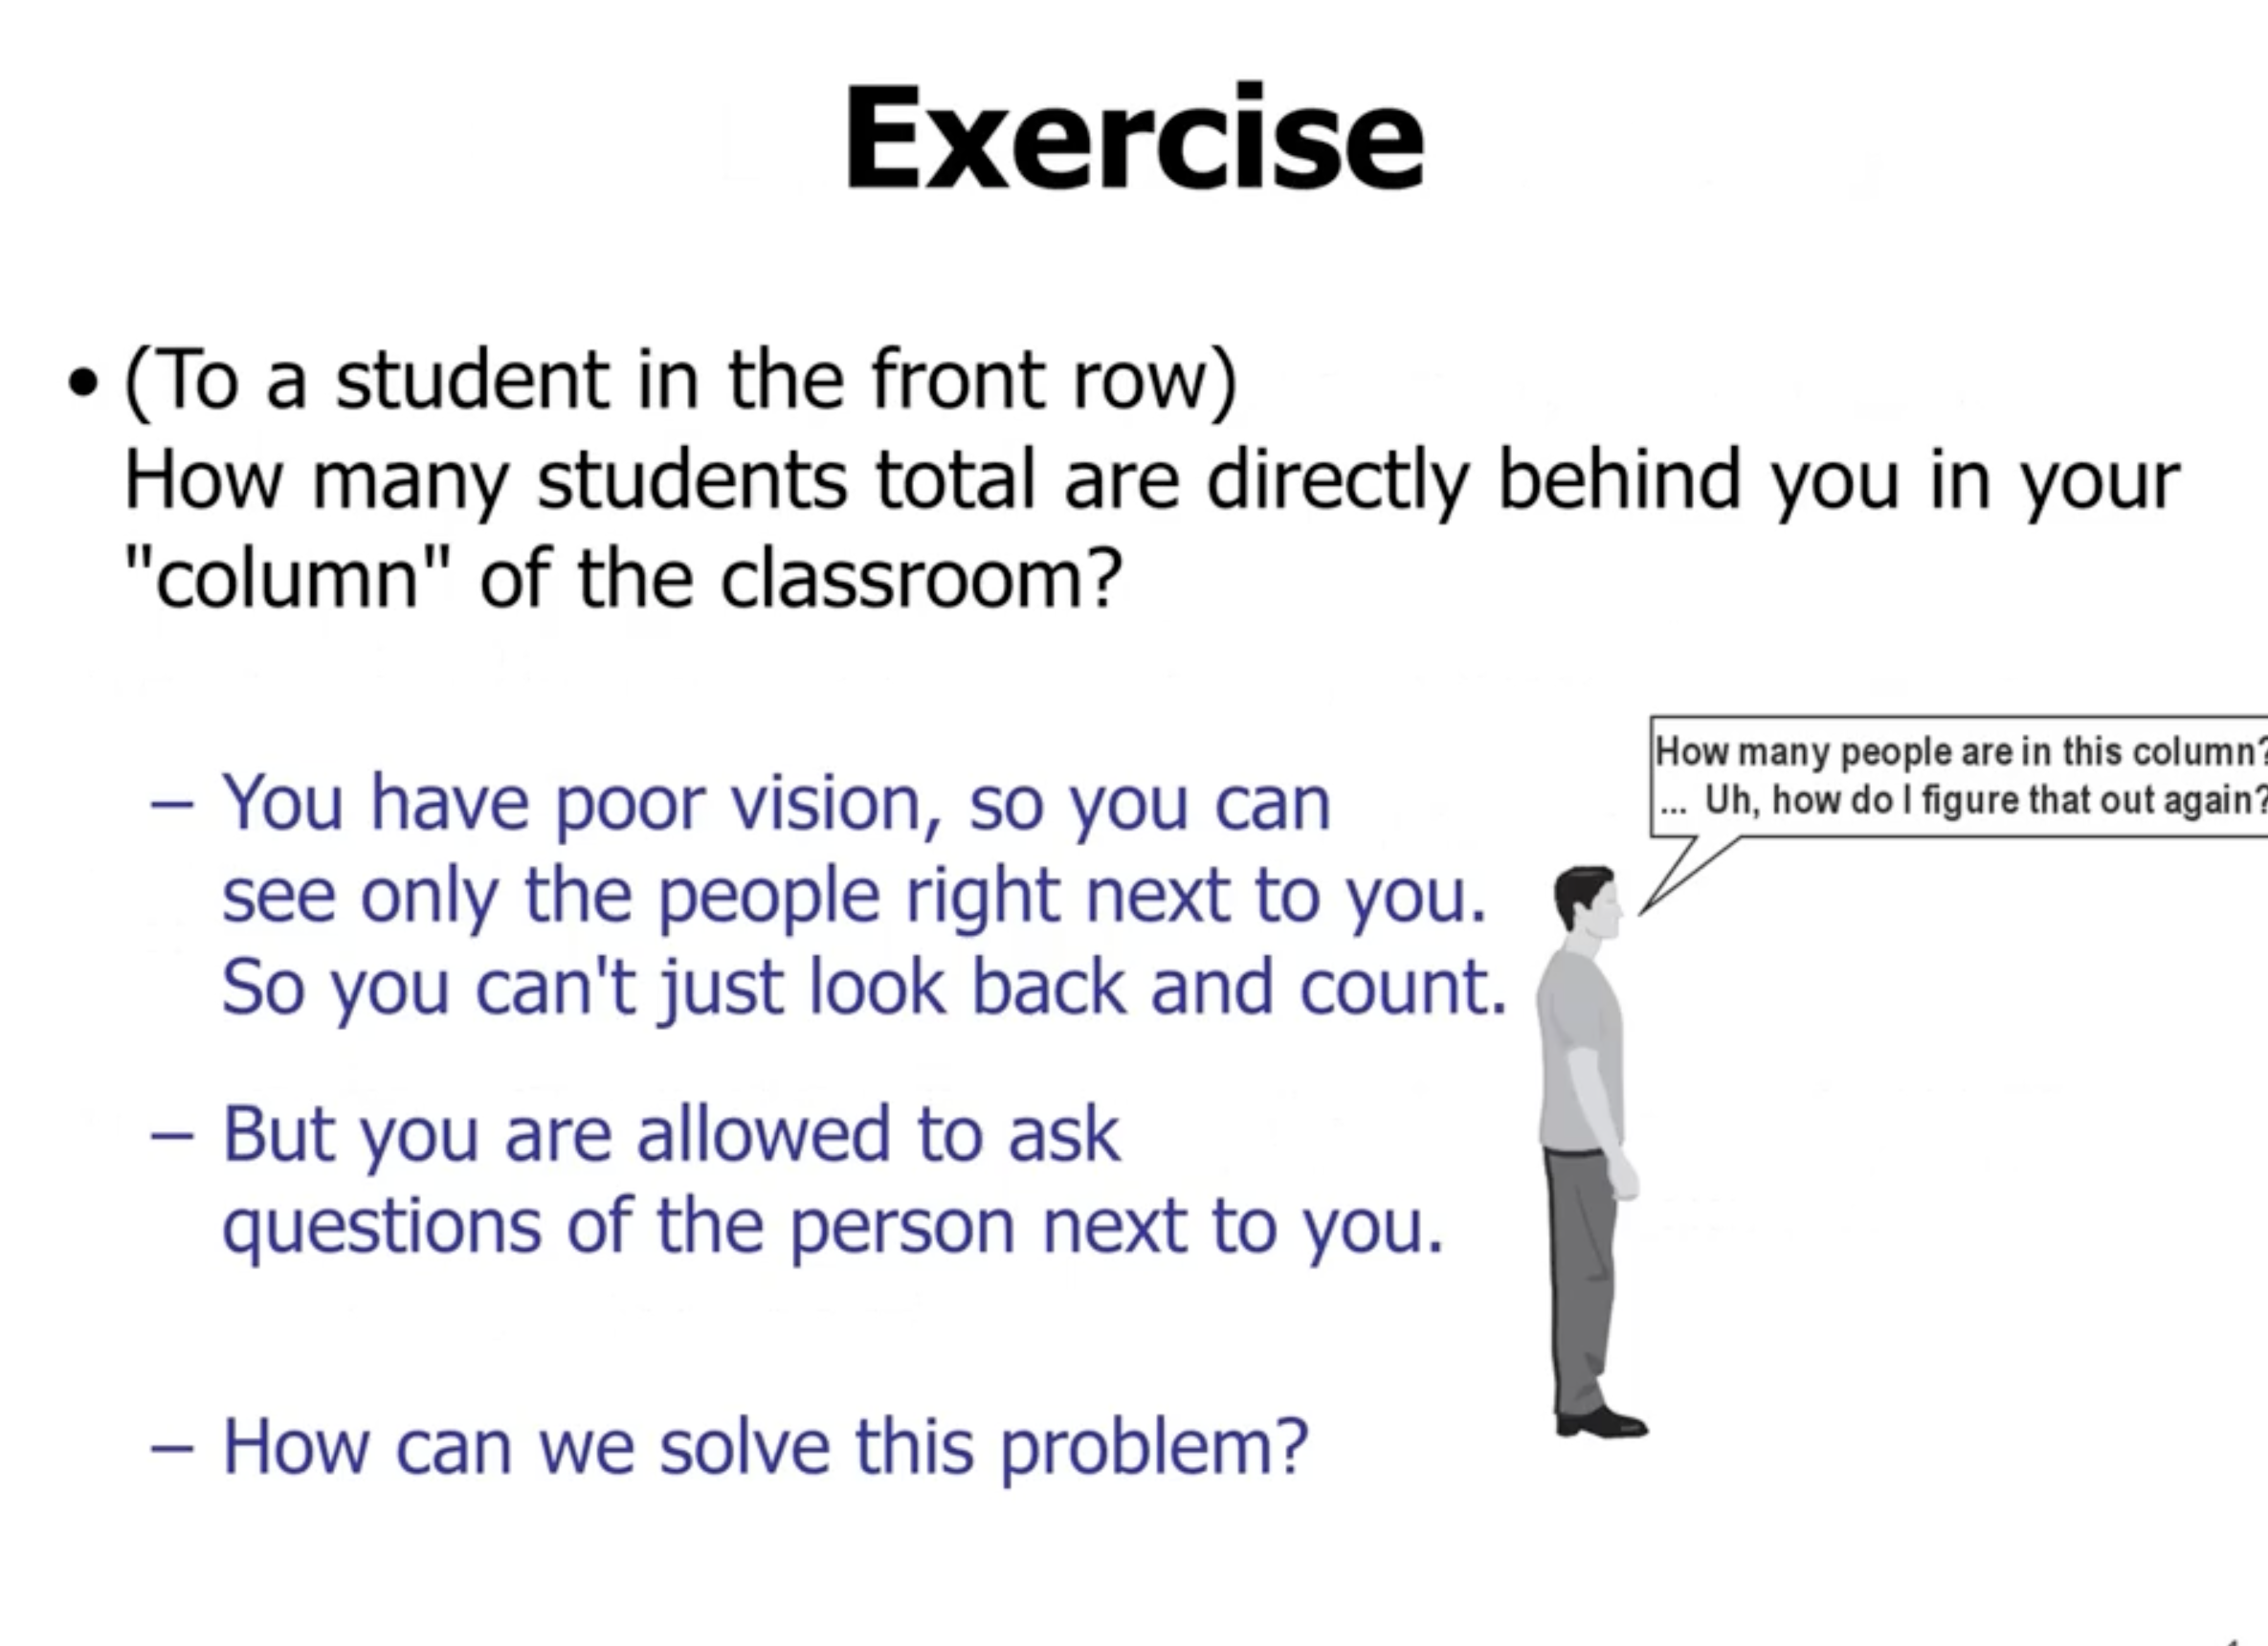 Exercise
• (To a student in the front row)
How many students total are directly behind you in your
"column" of the classroom?
– You have poor vision, so you can
see only the people right next to you.
So you can't just look back and count.
How many people are in this column?
... Uh, how do I figure that out again?
– But you are allowed to ask
questions of the person next to you.
– How can we solve this problem?